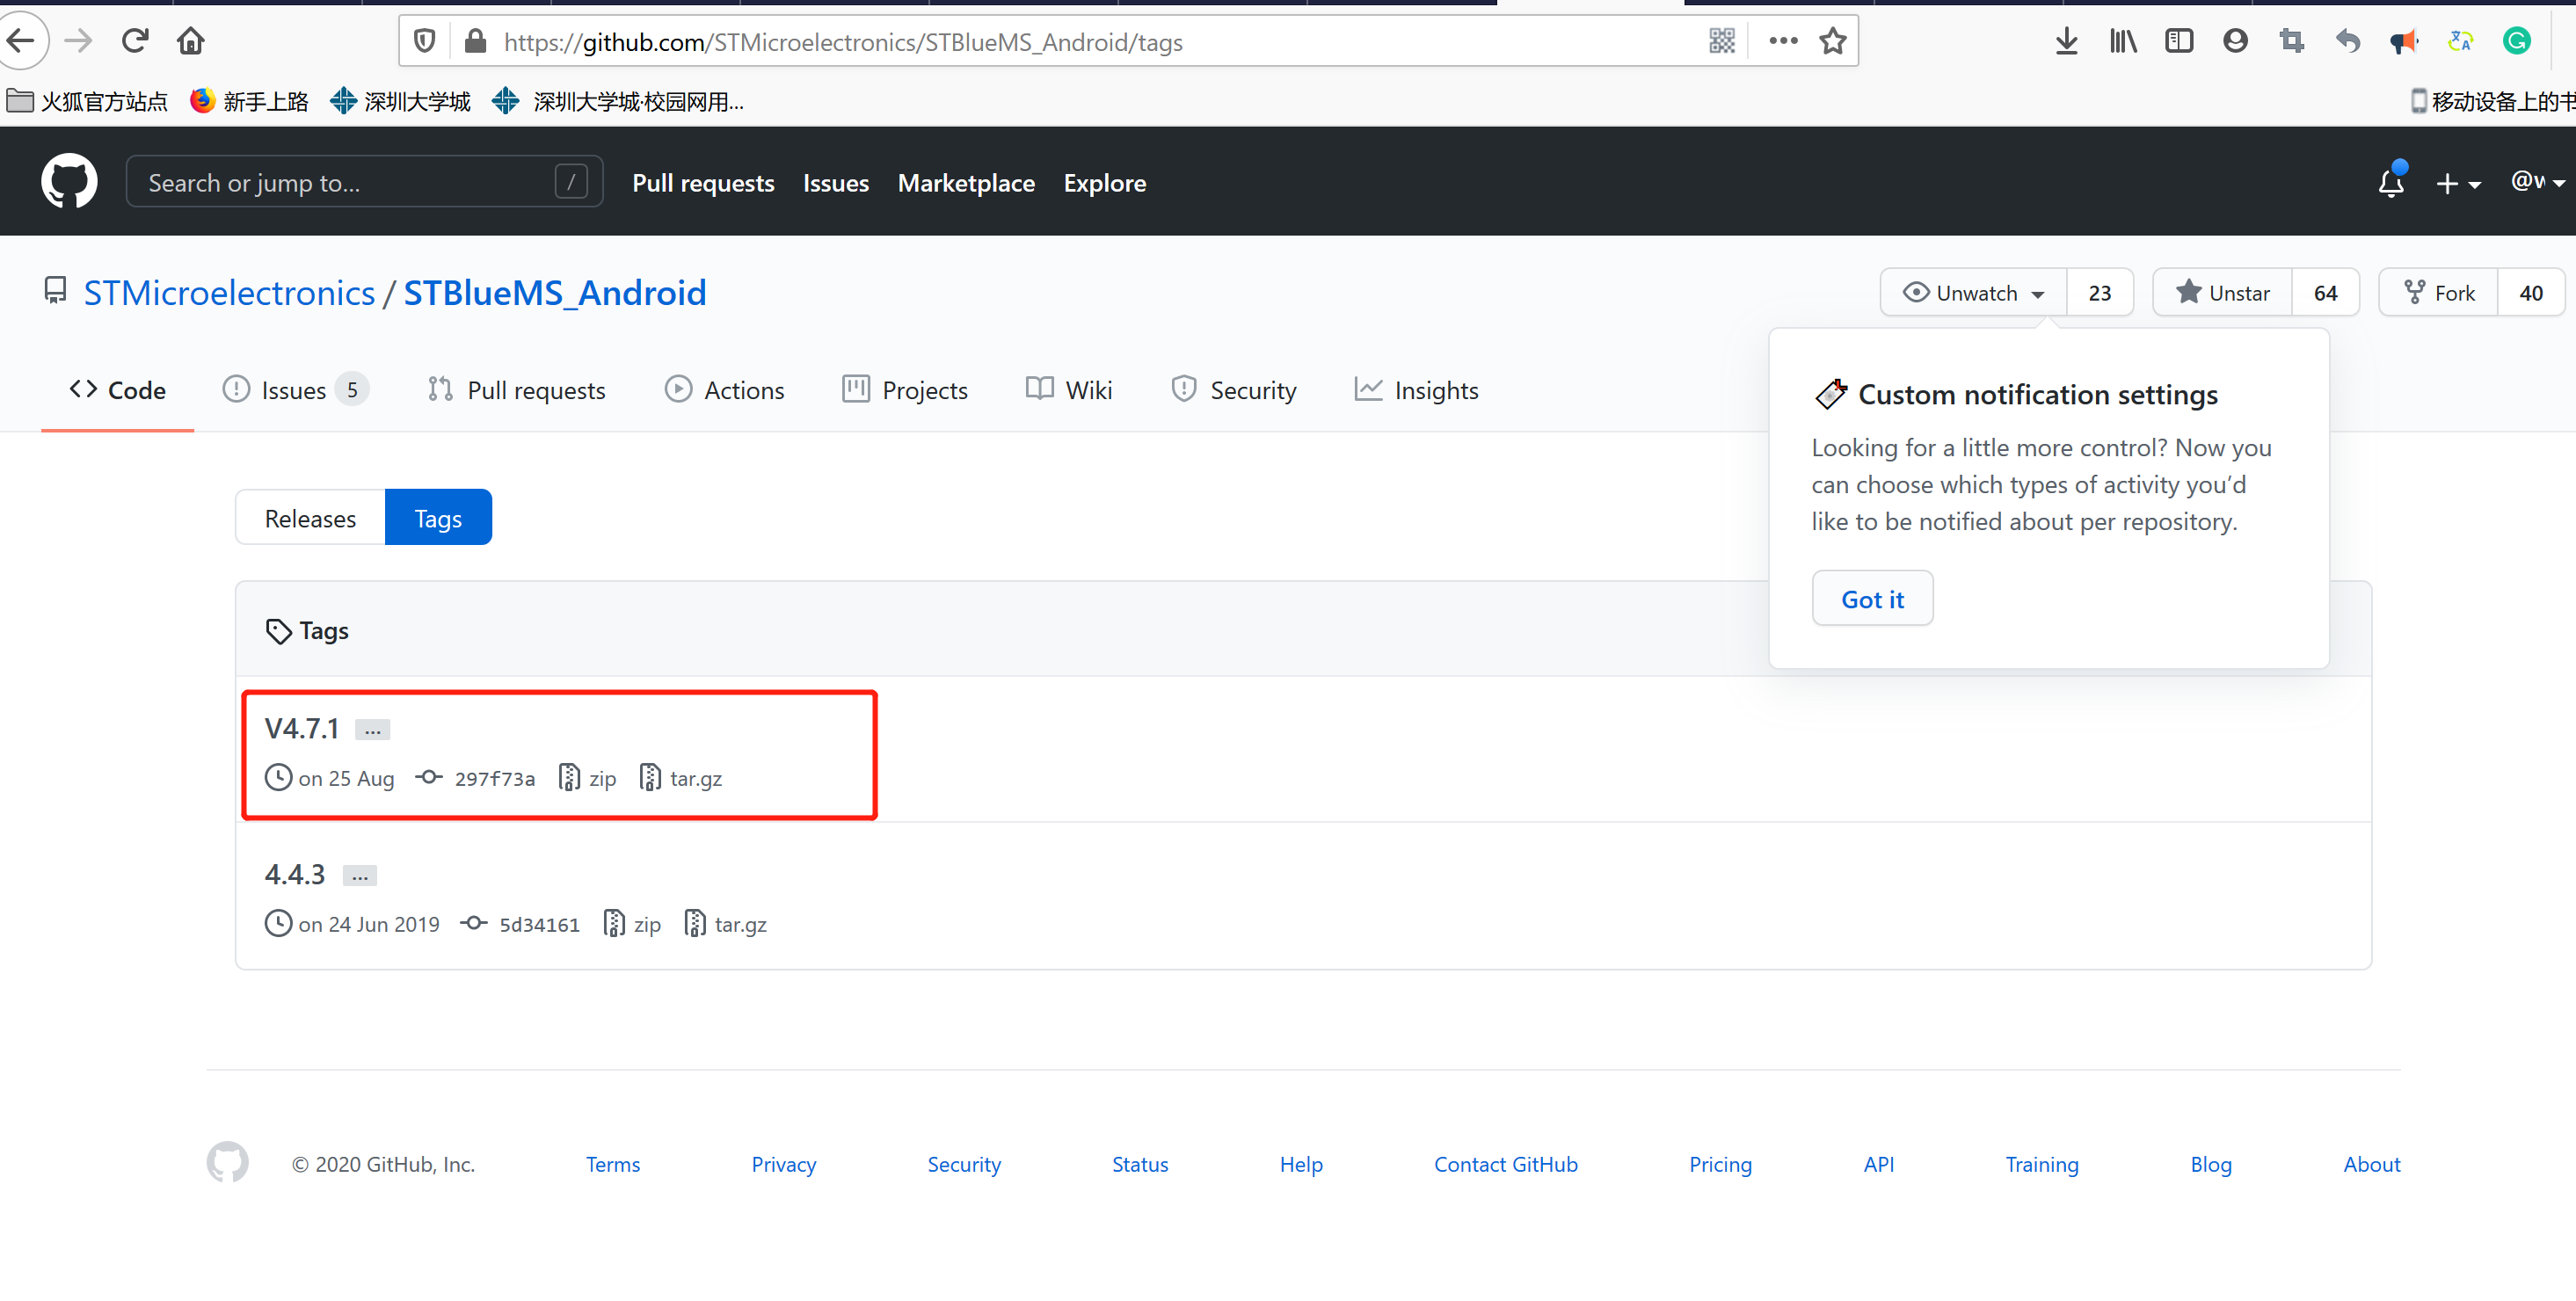 https://github.com/STMicroelectronics/STBlueMS_Android/tags
火狐官方站点 新手上路 深圳大学城 深圳大学城·校园网用... 移动设备上的书
Search or jump to... / Pull requests Issues Marketplace Explore @w
STMicroelectronics / STBlueMS_Android Unwatch 23 Unstar 64 Fork 40
Code Issues 5 Pull requests Actions Projects Wiki Security Insights
Custom notification settings
Looking for a little more control? Now you
can choose which types of activity you’d
like to be notified about per repository.
Got it
Releases Tags
Tags
V4.7.1 ...
on 25 Aug 297f73a zip tar.gz
4.4.3 ...
on 24 Jun 2019 5d34161 zip tar.gz
© 2020 GitHub, Inc. Terms Privacy Security Status Help Contact GitHub Pricing API Training Blog About